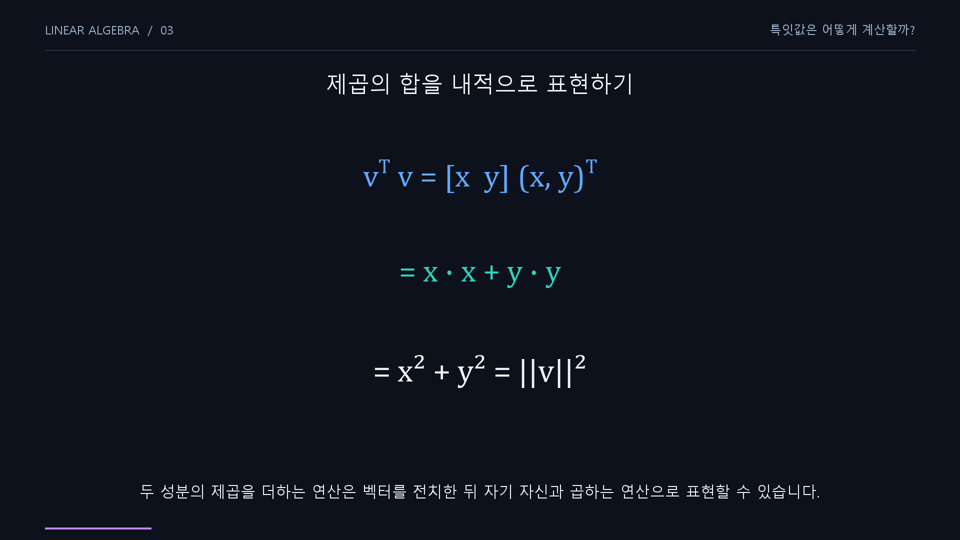 LINEAR ALGEBRA / 03
특잇값은 어떻게 계산할까?
제곱의 합을 내적으로 표현하기
vᵀ v = [x y] (x, y)ᵀ
= x · x + y · y
= x² + y² = ||v||²
두 성분의 제곱을 더하는 연산은 벡터를 전치한 뒤 자기 자신과 곱하는 연산으로 표현할 수 있습니다.